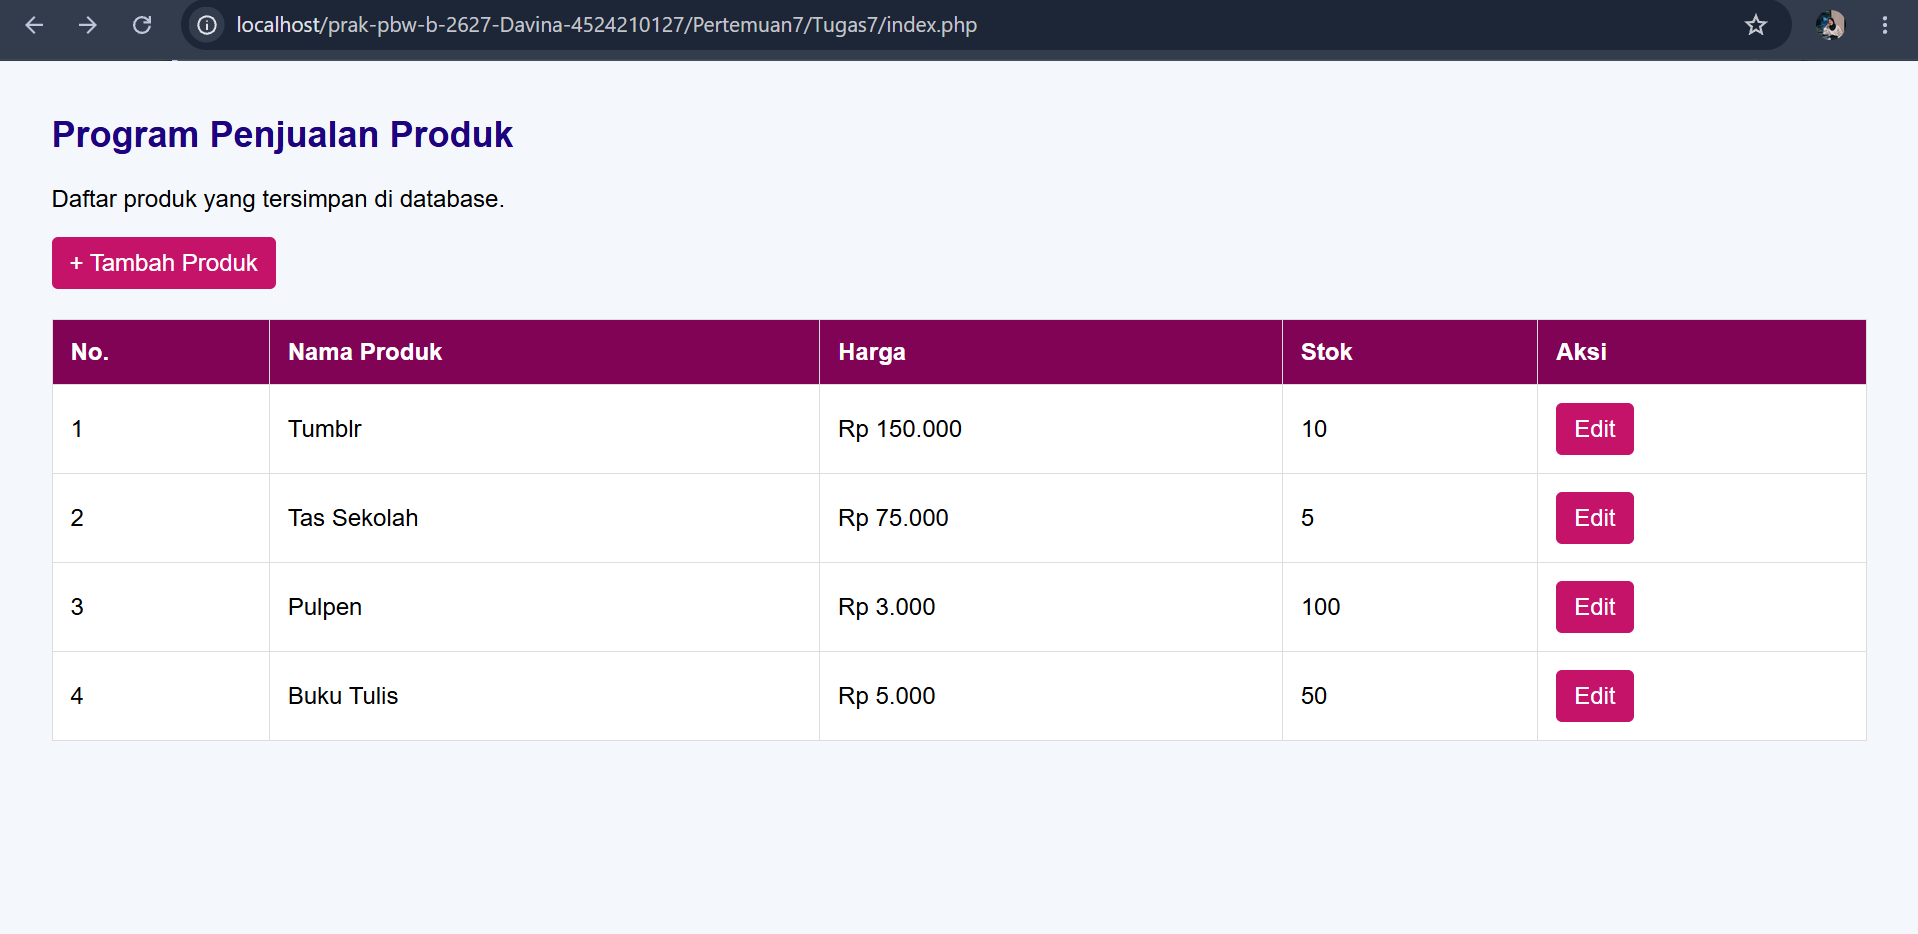 localhost/prak-pbw-b-2627-Davina-4524210127/Pertemuan7/Tugas7/index.php
Program Penjualan Produk
Daftar produk yang tersimpan di database.
+ Tambah Produk
No. Nama Produk Harga Stok Aksi
1 Tumblr Rp 150.000 10 Edit
2 Tas Sekolah Rp 75.000 5 Edit
3 Pulpen Rp 3.000 100 Edit
4 Buku Tulis Rp 5.000 50 Edit